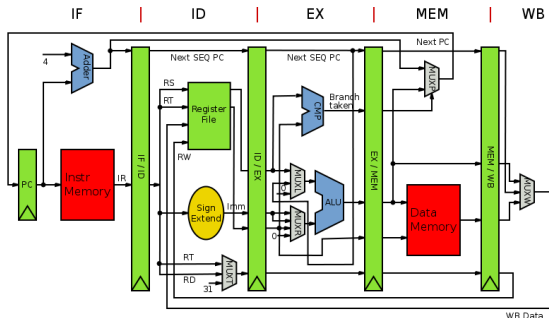 IF | ID | EX | MEM | WB
Next PC
4
Adder
Next SEQ PC
Next SEQ PC
MUXP
RS
RT
Register
File
CMP
Branch
taken
RW
PC
Instr
Memory
IR
IF / ID
ID / EX
EX / MEM
MEM / WB
MUXL
0
ALU
MUXW
Sign
Extend
Imm
MUXR
0
Data
Memory
RT
RD
MUXT
31
WB Data